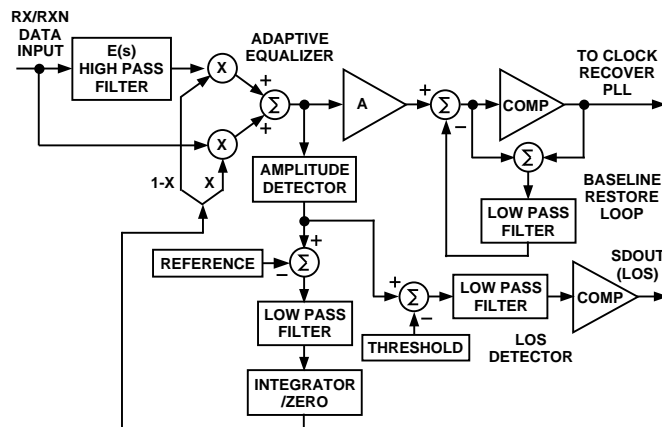 RX/RXN
DATA
INPUT
E(s)
HIGH PASS
FILTER
X
ADAPTIVE
EQUALIZER
+
Σ
+
X
1-X
X
A
+
Σ
−
COMP
TO CLOCK
RECOVER
PLL
Σ
LOW PASS
FILTER
BASELINE
RESTORE
LOOP
AMPLITUDE
DETECTOR
REFERENCE
+
−
Σ
LOW PASS
FILTER
INTEGRATOR
/ZERO
+
Σ
−
THRESHOLD
LOW PASS
FILTER
LOS
DETECTOR
COMP
SDOUT
(LOS)